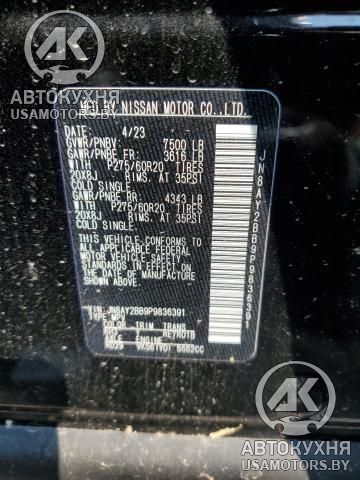 АК
АВТОКУХНЯ
USAMOTORS.BY
MFD BY NISSAN MOTOR CO.,LTD.
DATE: 4/23
GVWR/PNBV: 7500 LB
GAWR/PNBE FR: 3616 LB
WITH P275/60R20 TIRES
20X8J RIMS. AT 35PSI
COLD SINGLE.
GAWR/PNBE RR 4343 LB
WITH P275/60R20 TIRES
20X8J RIMS. AT 35PSI
COLD SINGLE.
THIS VEHICLE CONFORMS TO
ALL APPLICABLE FEDERAL
MOTOR VEHICLE SAFETY
STANDARDS IN EFFECT ON
THE DATE OF MANUFACTURE
SHOWN ABOVE.
VIN: JN8AY2BB9P9836391
TYPE: MPV
COLOR TRIM TRANS
AXLE ENGINE
5552CC
JN8AY2BB9P9836391
АК
АВТОКУХНЯ
USAMOTORS.BY